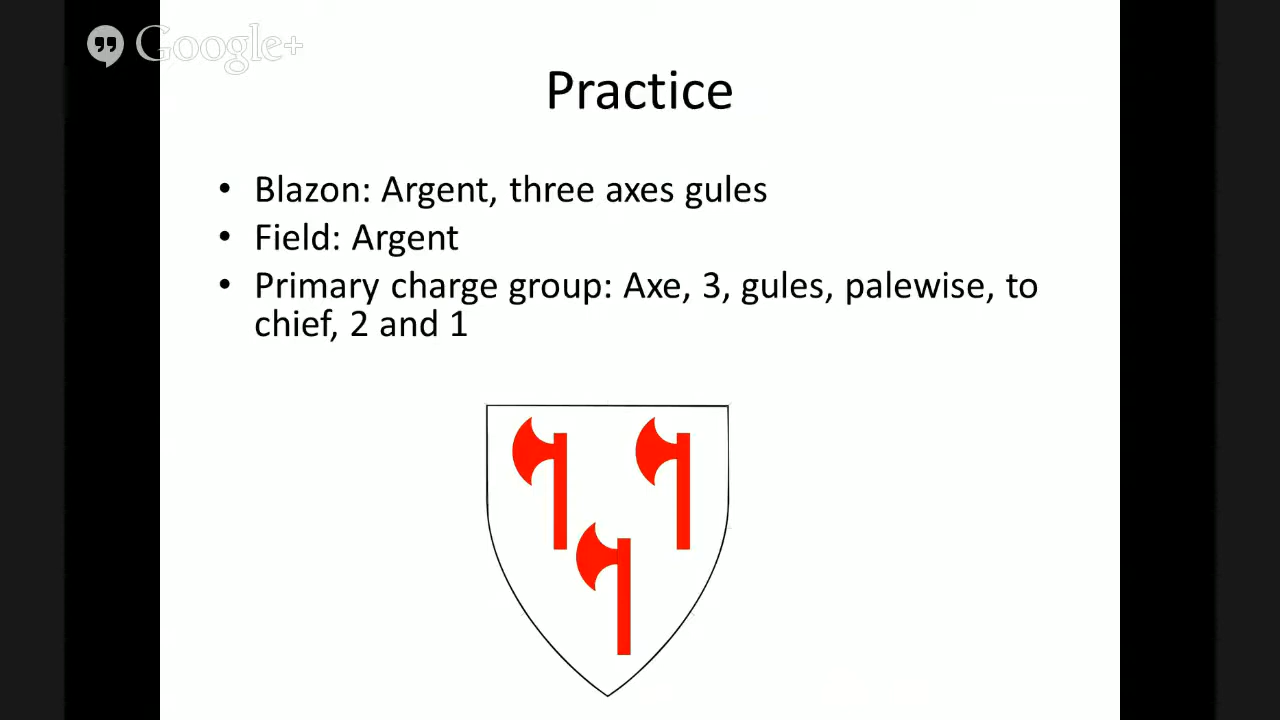 Google+
Practice
• Blazon: Argent, three axes gules
• Field: Argent
• Primary charge group: Axe, 3, gules, palewise, to
chief, 2 and 1